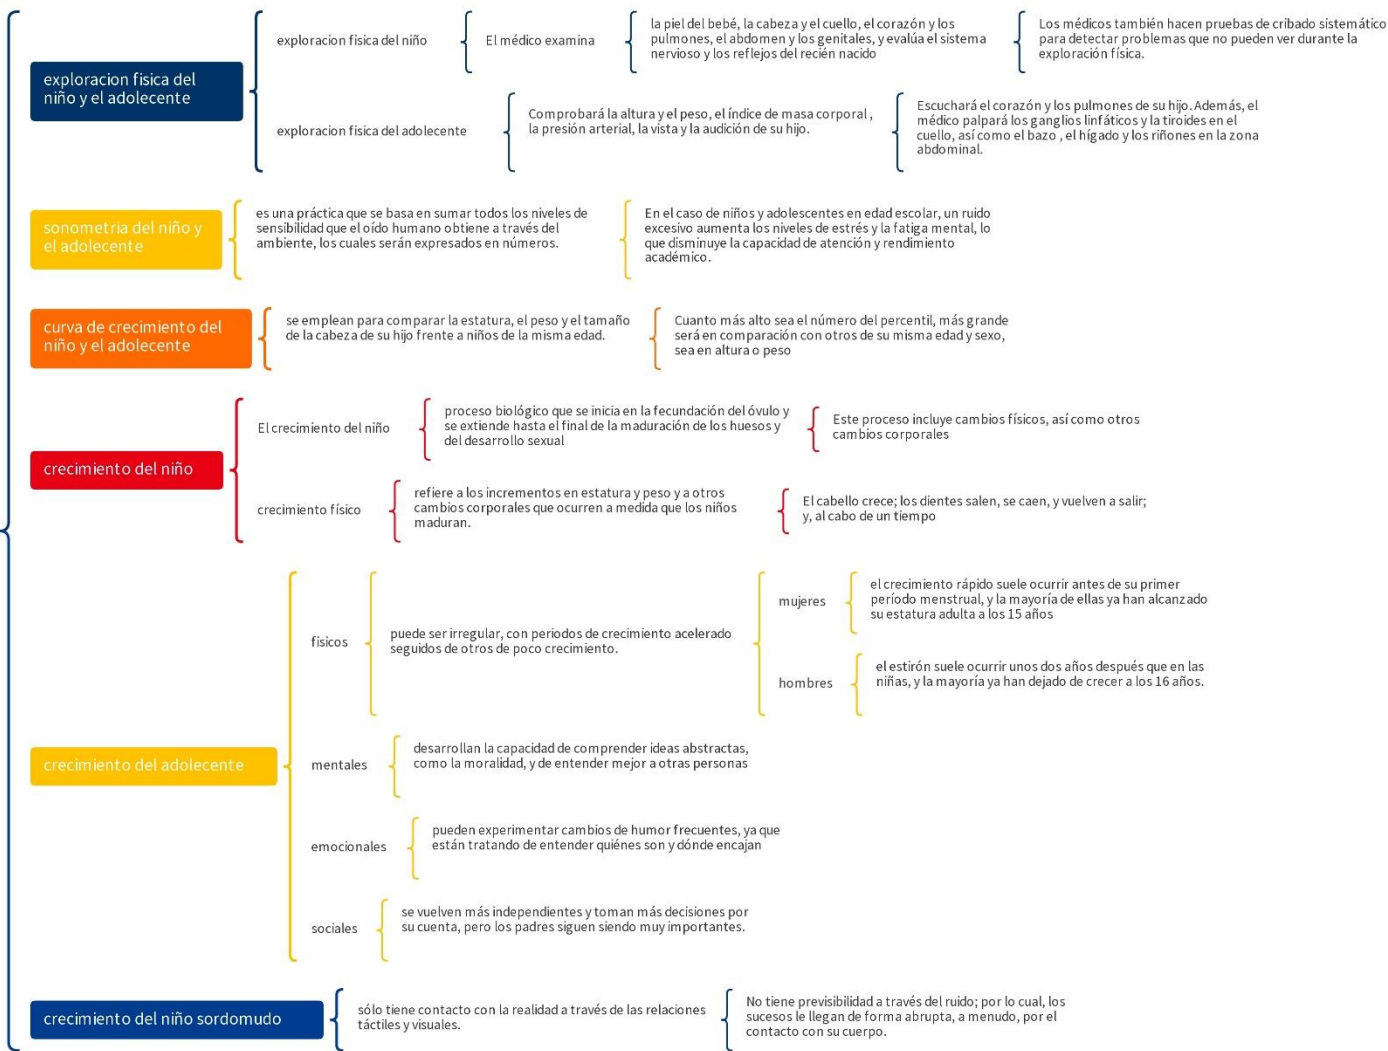 exploracion fisica del
niño y el adolecente
exploracion fisica del niño
El médico examina
la piel del bebé, la cabeza y el cuello, el corazón y los
pulmones, el abdomen y los genitales, y evalúa el sistema
nervioso y los reflejos del recién nacido
Los médicos también hacen pruebas de cribado sistemático
para detectar problemas que no pueden ver durante la
exploración física.
exploracion fisica del adolecente
Comprobará la altura y el peso, el índice de masa corporal ,
la presión arterial, la vista y la audición de su hijo.
Escuchará el corazón y los pulmones de su hijo. Además, el
médico palpará los ganglios linfáticos y la tiroides en el
cuello, así como el bazo , el hígado y los riñones en la zona
abdominal.
sonometria del niño y
el adolecente
es una práctica que se basa en sumar todos los niveles de
sensibilidad que el oído humano obtiene a través del
ambiente, los cuales serán expresados en números.
En el caso de niños y adolescentes en edad escolar, un ruido
excesivo aumenta los niveles de estrés y la fatiga mental, lo
que disminuye la capacidad de atención y rendimiento
académico.
curva de crecimiento del
niño y el adolecente
se emplean para comparar la estatura, el peso y el tamaño
de la cabeza de su hijo frente a niños de la misma edad.
Cuanto más alto sea el número del percentil, más grande
será en comparación con otros de su misma edad y sexo,
sea en altura o peso
crecimiento del niño
El crecimiento del niño
proceso biológico que se inicia en la fecundación del óvulo y
se extiende hasta el final de la maduración de los huesos y
del desarrollo sexual
Este proceso incluye cambios físicos, así como otros
cambios corporales
crecimiento físico
refiere a los incrementos en estatura y peso y a otros
cambios corporales que ocurren a medida que los niños
maduran.
El cabello crece; los dientes salen, se caen, y vuelven a salir;
y, al cabo de un tiempo
crecimiento del adolecente
fisicos
puede ser irregular, con periodos de crecimiento acelerado
seguidos de otros de poco crecimiento.
mujeres
el crecimiento rápido suele ocurrir antes de su primer
período menstrual, y la mayoría de ellas ya han alcanzado
su estatura adulta a los 15 años
hombres
el estirón suele ocurrir unos dos años después que en las
niñas, y la mayoría ya han dejado de crecer a los 16 años.
mentales
desarrollan la capacidad de comprender ideas abstractas,
como la moralidad, y de entender mejor a otras personas
emocionales
pueden experimentar cambios de humor frecuentes, ya que
están tratando de entender quiénes son y dónde encajan
sociales
se vuelven más independientes y toman más decisiones por
su cuenta, pero los padres siguen siendo muy importantes.
crecimiento del niño sordomudo
sólo tiene contacto con la realidad a través de las relaciones
táctiles y visuales.
No tiene previsibilidad a través del ruido; por lo cual, los
sucesos le llegan de forma abrupta, a menudo, por el
contacto con su cuerpo.